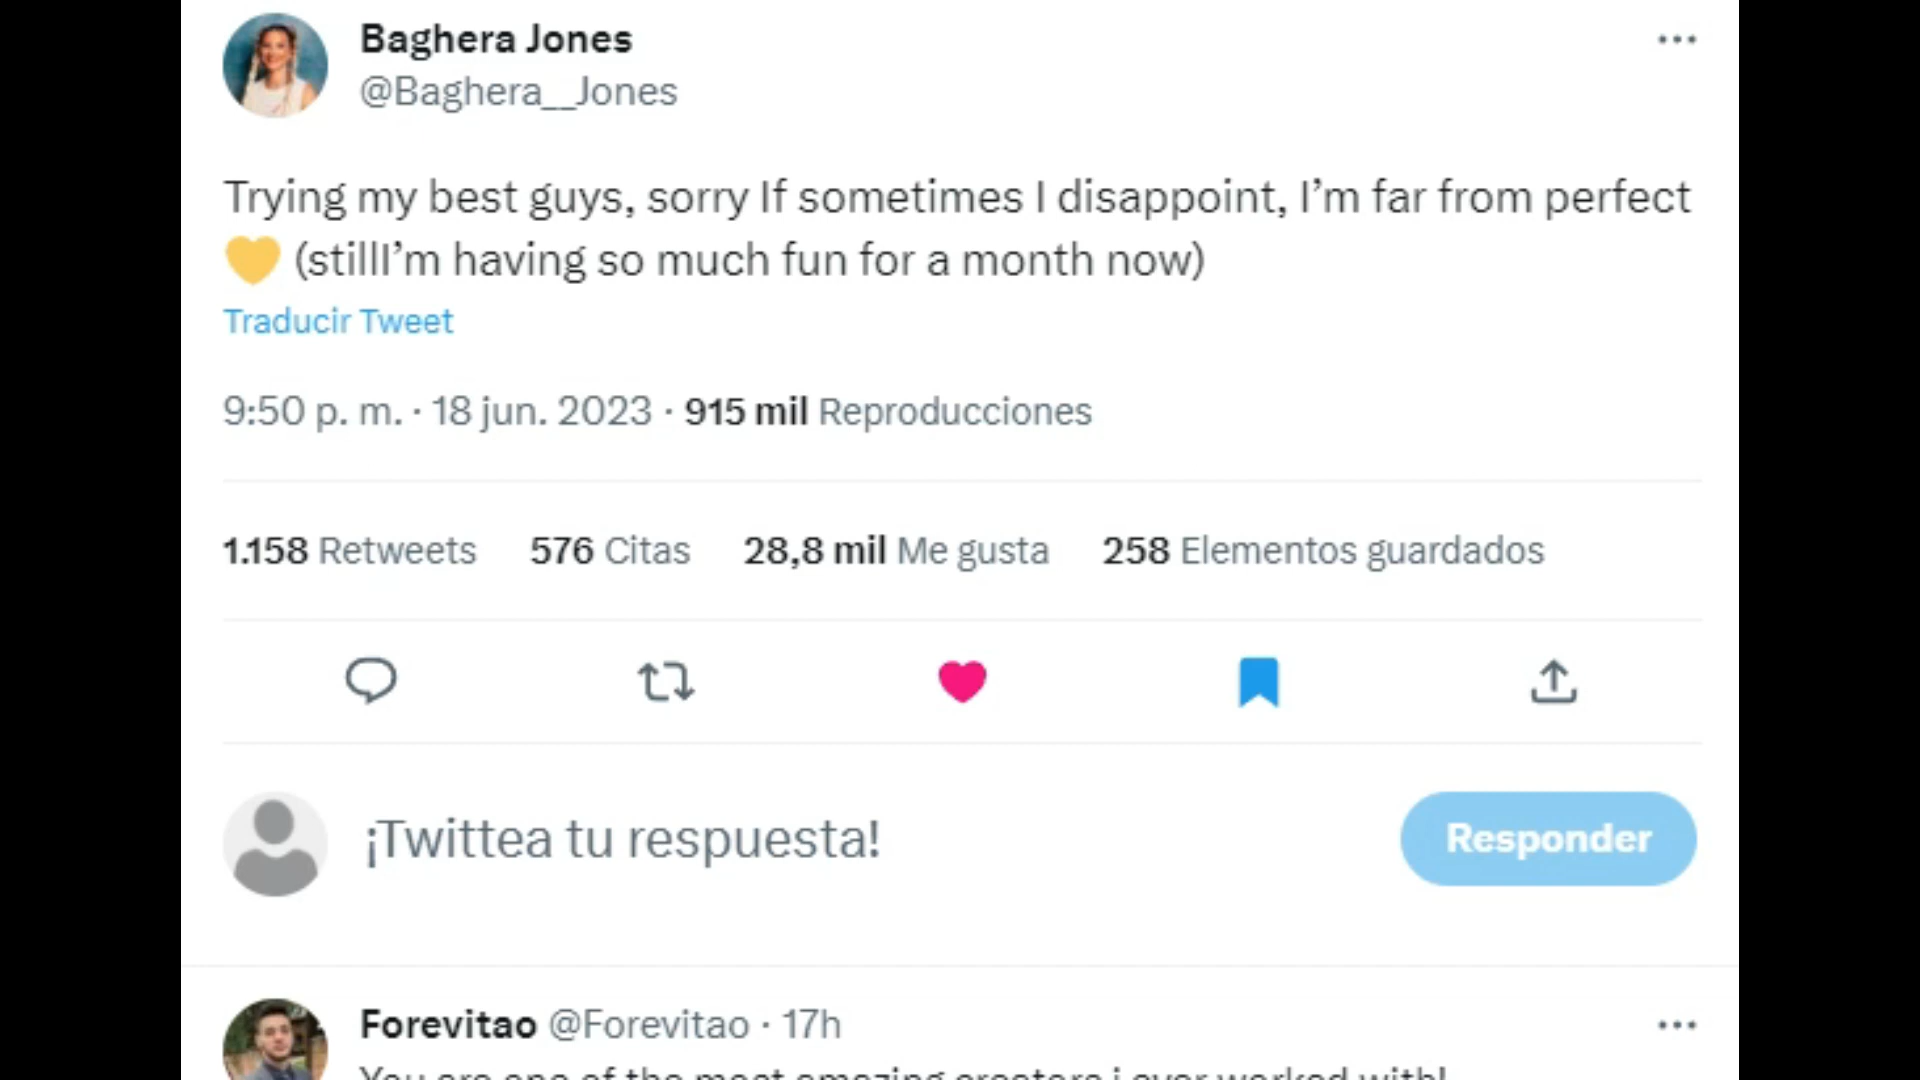 Baghera Jones
@Baghera__Jones
Trying my best guys, sorry If sometimes I disappoint, I’m far from perfect
💛 (stillI’m having so much fun for a month now)
Traducir Tweet
9:50 p. m. · 18 jun. 2023 · 915 mil Reproducciones
1.158 Retweets 576 Citas 28,8 mil Me gusta 258 Elementos guardados
¡Twittea tu respuesta!
Responder
Forevitao @Forevitao · 17h
You are one of the most amazing creators i ever worked with!